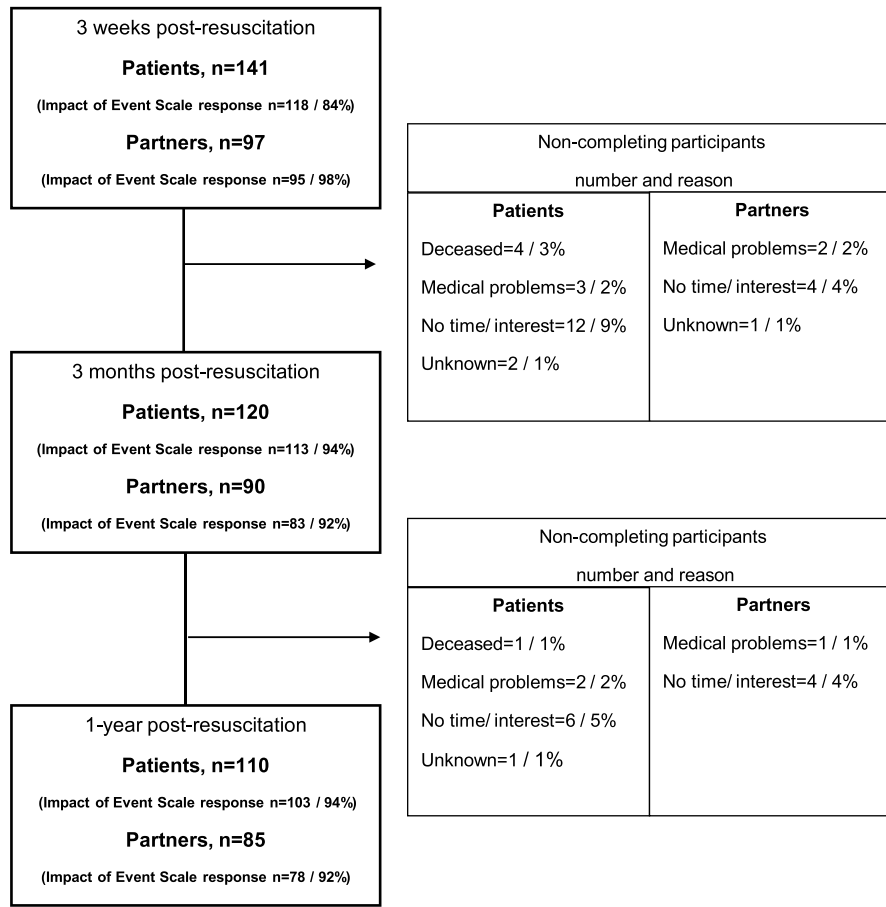 3 weeks post-resuscitation
Patients, n=141
(Impact of Event Scale response n=118 / 84%)
Partners, n=97
(Impact of Event Scale response n=95 / 98%)
Non-completing participants
number and reason
Patients
Deceased=4 / 3%
Medical problems=3 / 2%
No time/ interest=12 / 9%
Unknown=2 / 1%
Partners
Medical problems=2 / 2%
No time/ interest=4 / 4%
Unknown=1 / 1%
3 months post-resuscitation
Patients, n=120
(Impact of Event Scale response n=113 / 94%)
Partners, n=90
(Impact of Event Scale response n=83 / 92%)
Non-completing participants
number and reason
Patients
Deceased=1 / 1%
Medical problems=2 / 2%
No time/ interest=6 / 5%
Unknown=1 / 1%
Partners
Medical problems=1 / 1%
No time/ interest=4 / 4%
1-year post-resuscitation
Patients, n=110
(Impact of Event Scale response n=103 / 94%)
Partners, n=85
(Impact of Event Scale response n=78 / 92%)